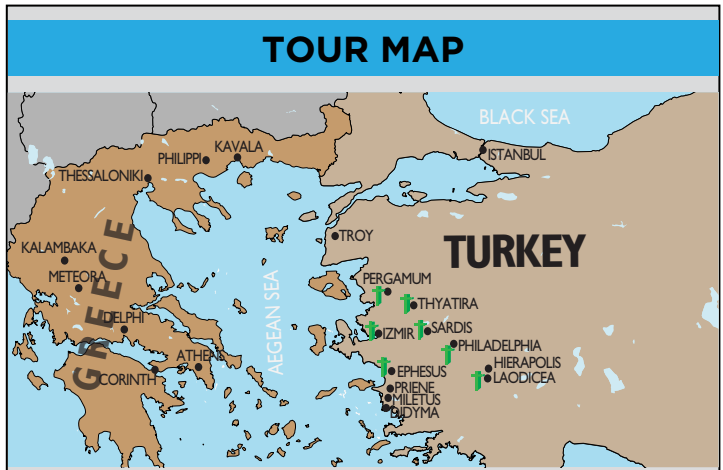 TOUR MAP
BLACK SEA
KAVALA
PHILIPPI
ISTANBUL
THESSALONIKI
TROY
KALAMBAKA
GREECE
TURKEY
METEORA
AEGEAN SEA
PERGAMUM
THYATIRA
DELPHI
IZMIR
SARDIS
PHILADELPHIA
ATHENS
HIERAPOLIS
CORINTH
EPHESUS
LAODICEA
PRIENE
MILETUS
DIDYMA